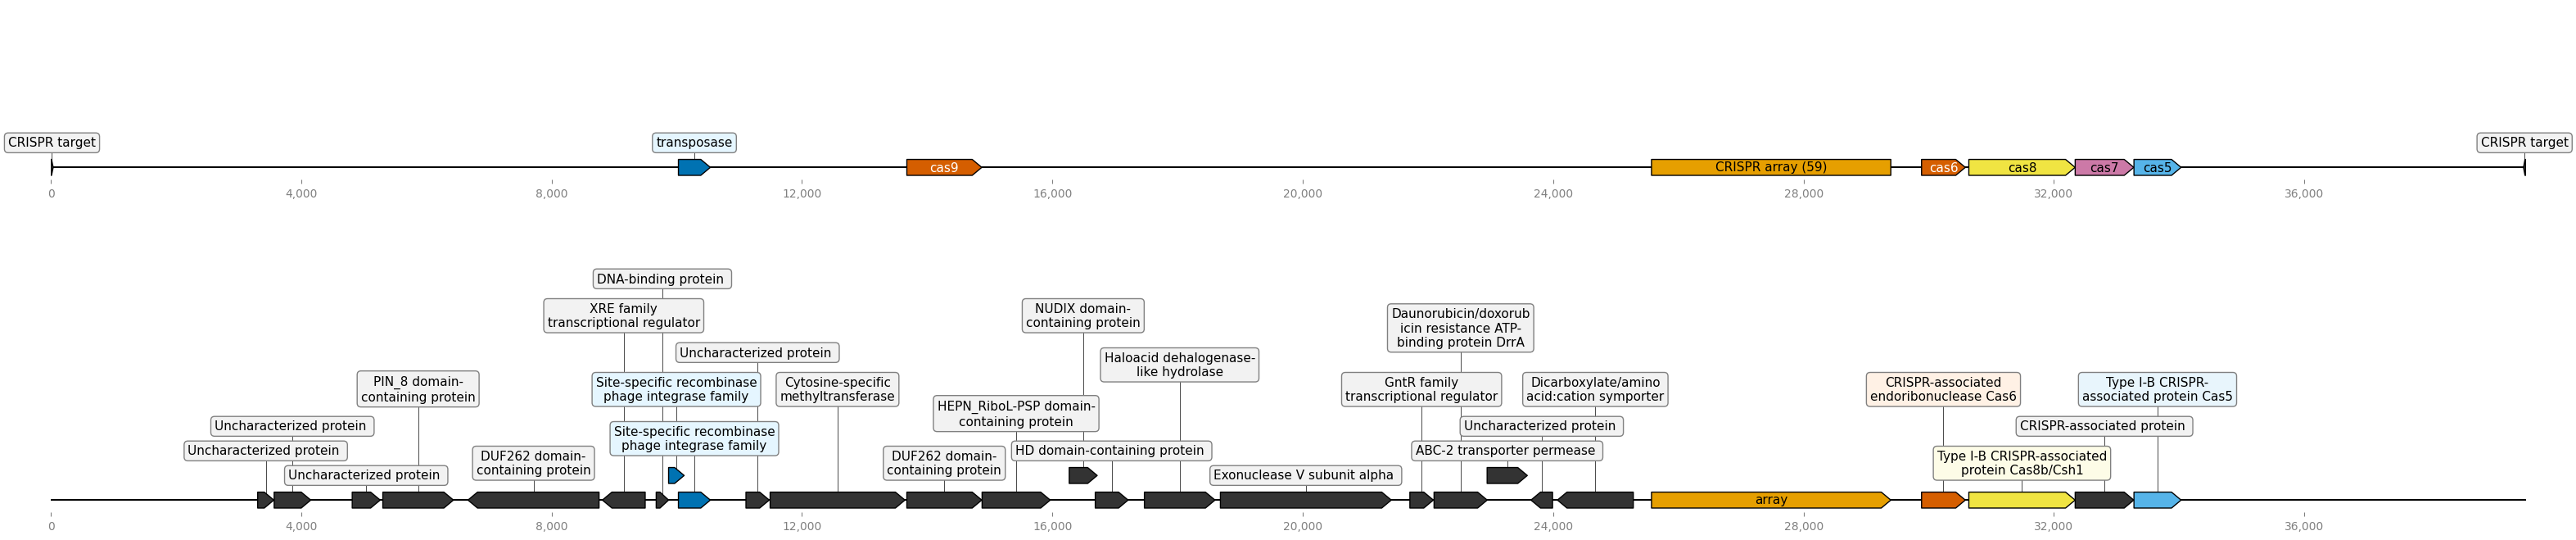 CRISPR target
transposase
CRISPR target
cas9
CRISPR array (59)
cas6
cas8
cas7
cas5
0
4,000
8,000
12,000
16,000
20,000
24,000
28,000
32,000
36,000
DNA-binding protein
XRE family
transcriptional regulator
NUDIX domain-
containing protein
Daunorubicin/doxorub
icin resistance ATP-
binding protein DrrA
Uncharacterized protein
Haloacid dehalogenase-
like hydrolase
PIN_8 domain-
containing protein
Site-specific recombinase
phage integrase family
Cytosine-specific
methyltransferase
GntR family
transcriptional regulator
Dicarboxylate/amino
acid:cation symporter
CRISPR-associated
endoribonuclease Cas6
Type I-B CRISPR-
associated protein Cas5
HEPN_RiboL-PSP domain-
containing protein
Uncharacterized protein
Uncharacterized protein
CRISPR-associated protein
Site-specific recombinase
phage integrase family
Uncharacterized protein
HD domain-containing protein
ABC-2 transporter permease
DUF262 domain-
containing protein
DUF262 domain-
containing protein
Type I-B CRISPR-associated
protein Cas8b/Csh1
Uncharacterized protein
Exonuclease V subunit alpha
array
0
4,000
8,000
12,000
16,000
20,000
24,000
28,000
32,000
36,000